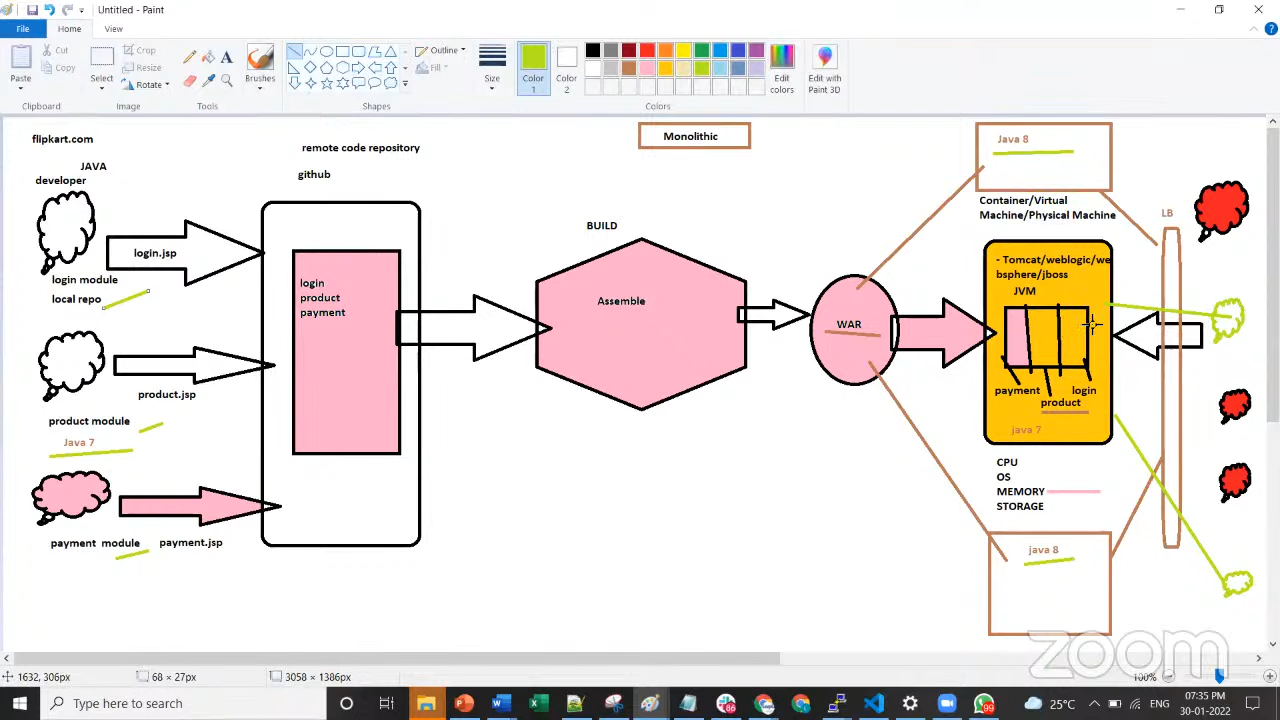 Untitled - Paint
File
Home
View
Paste
Cut
Copy
Clipboard
Select
Crop
Resize
Rotate
Image
Tools
Brushes
Shapes
Outline
Fill
Size
Color
1
Color
2
Colors
Edit
colors
Edit with
Paint 3D
flipkart.com
JAVA
developer
login.jsp
login module
local repo
product.jsp
product module
Java 7
payment module
payment.jsp
remote code repository
github
login
product
payment
BUILD
Assemble
Monolithic
WAR
Java 8
Container/Virtual
Machine/Physical Machine
- Tomcat/weblogic/we
bsphere/jboss
JVM
payment
product
login
java 7
CPU
OS
MEMORY
STORAGE
java 8
LB
zoom
1632, 306px
68 × 27px
3058 × 1386px
100%
Type here to search
86
99
25°C
ENG
07:35 PM
30-01-2022